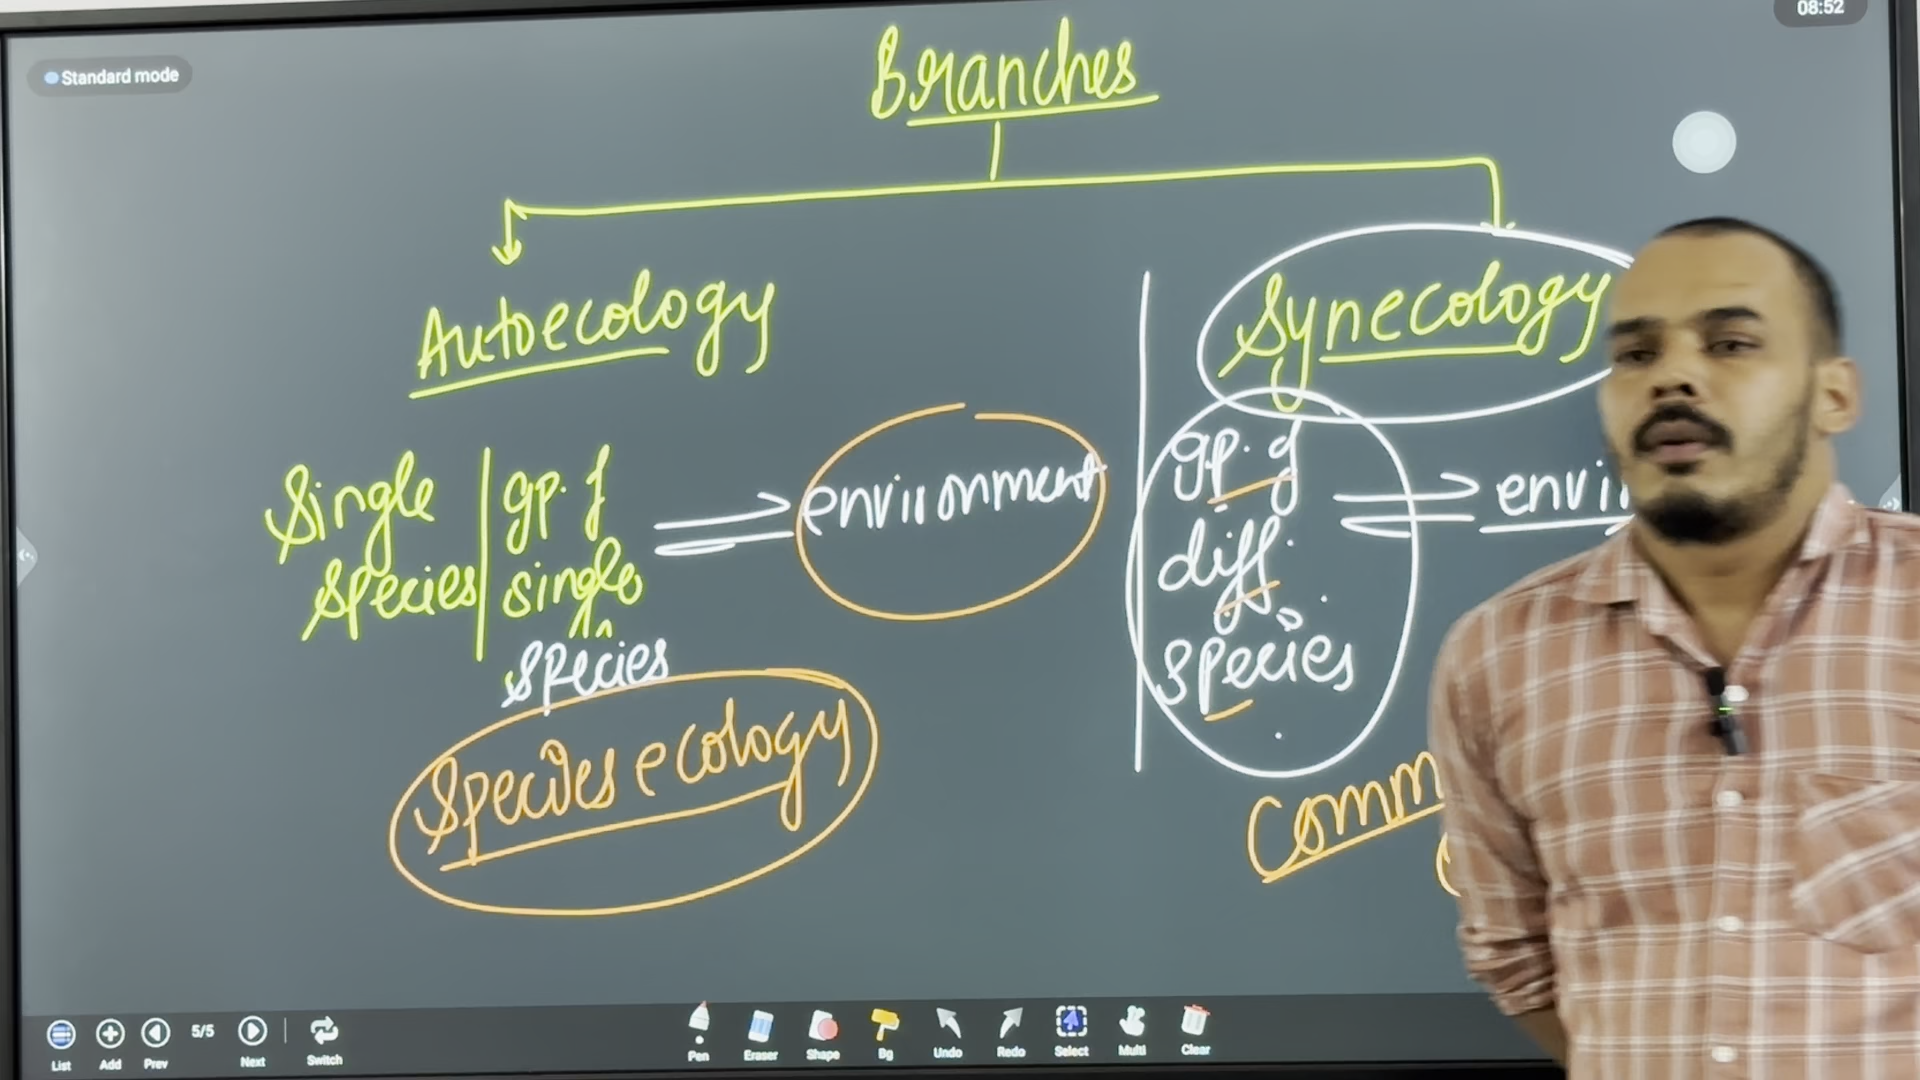 08:52
Standard mode
Branches
Autoecology
Synecology
Single
species
gp. of
single
species
environment
gp. of
diff.
species
envi
Species ecology
comm
5/5
List
Add
Prev
Next
Switch
Pen
Eraser
Shape
Bg
Undo
Redo
Select
Multi
Clear